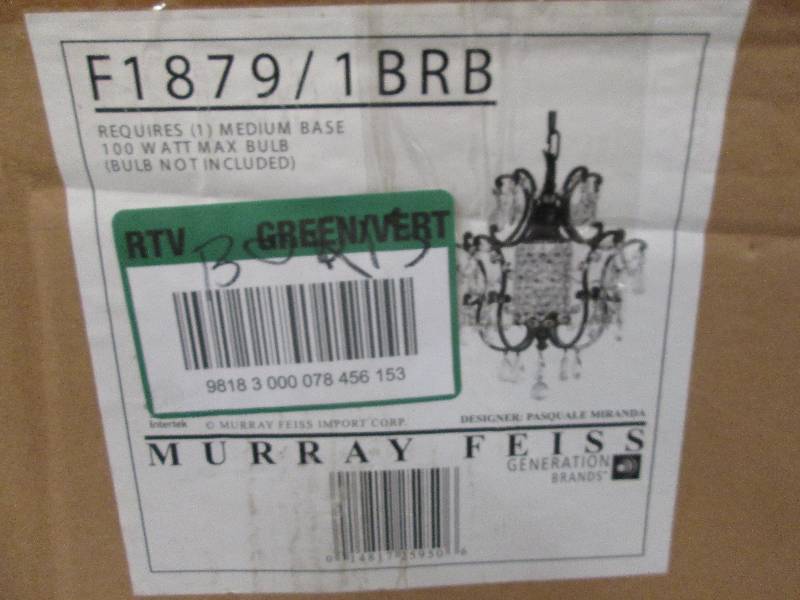 F1879/1BRB
REQUIRES (1) MEDIUM BASE
100 WATT MAX BULB
(BULB NOT INCLUDED)
RTV GREEN/VERT
9818 3 000 078 456 153
Intertek © MURRAY FEISS IMPORT CORP. DESIGNER: PASQUALE MIRANDA
MURRAY FEISS
GENERATION
BRANDS™